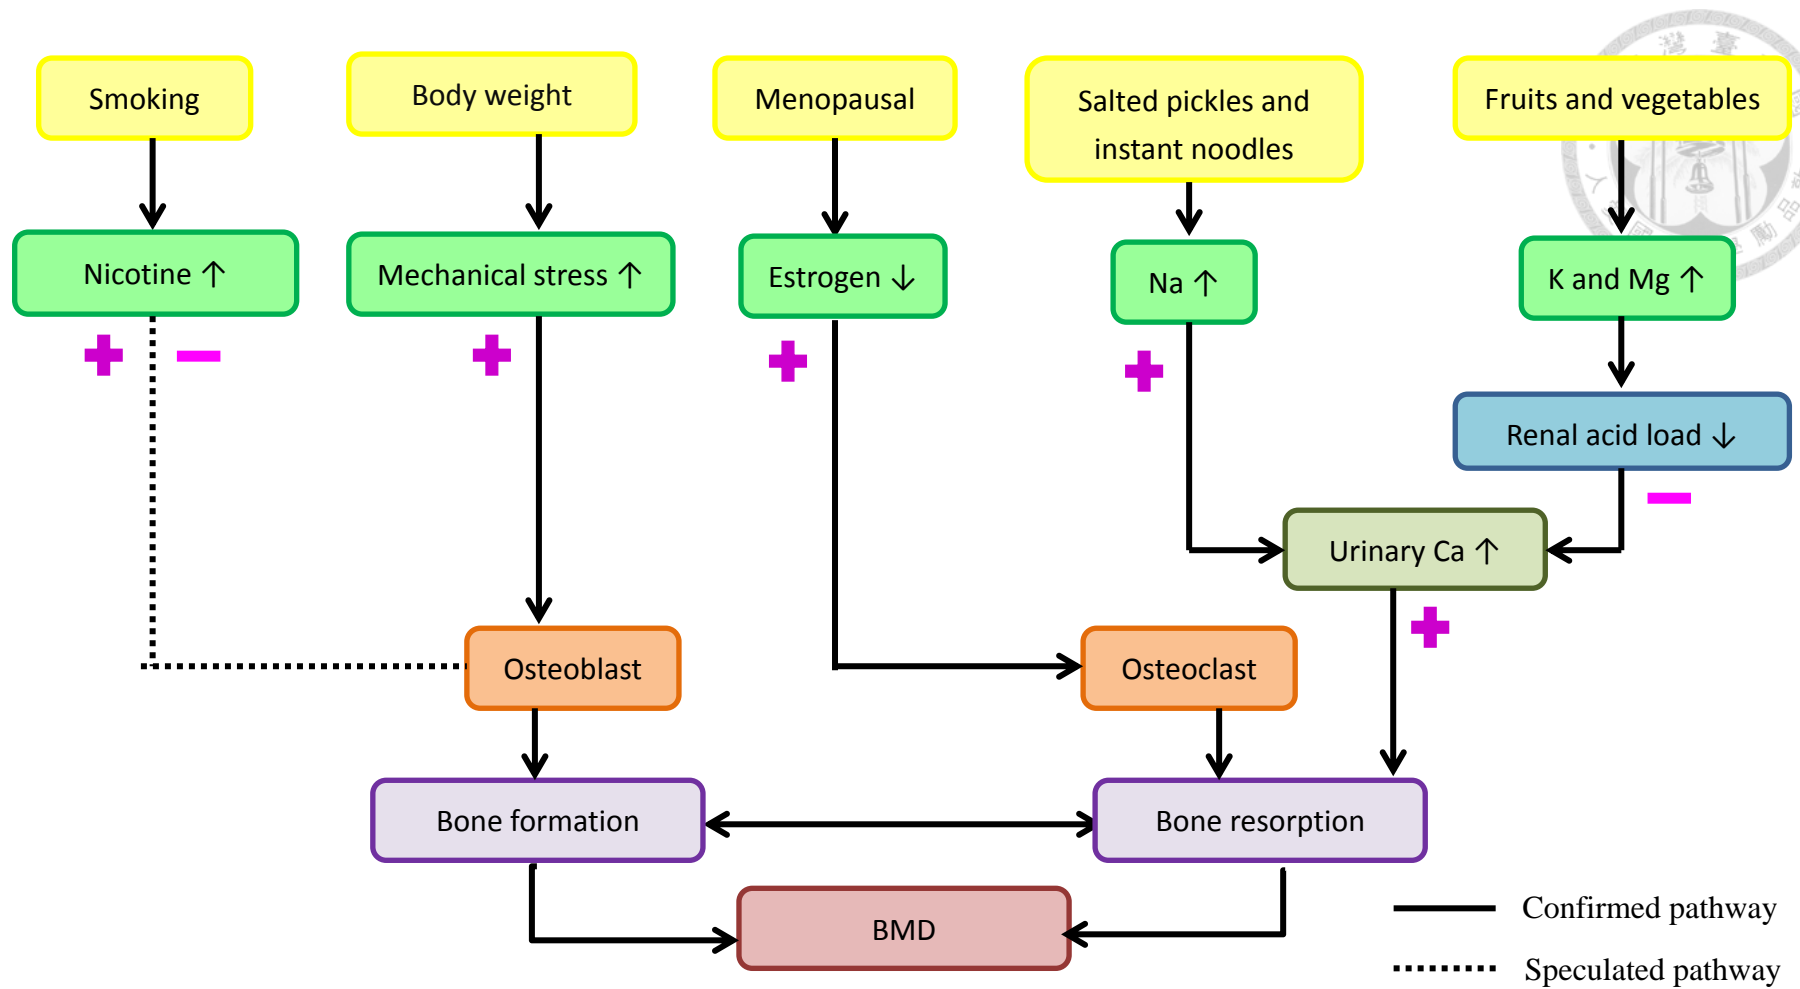 Smoking
Body weight
Menopausal
Salted pickles and
instant noodles
Fruits and vegetables
Nicotine ↑
Mechanical stress ↑
Estrogen ↓
Na ↑
K and Mg ↑
Renal acid load ↓
Urinary Ca ↑
Osteoblast
Osteoclast
Bone formation
Bone resorption
BMD
Confirmed pathway
Speculated pathway